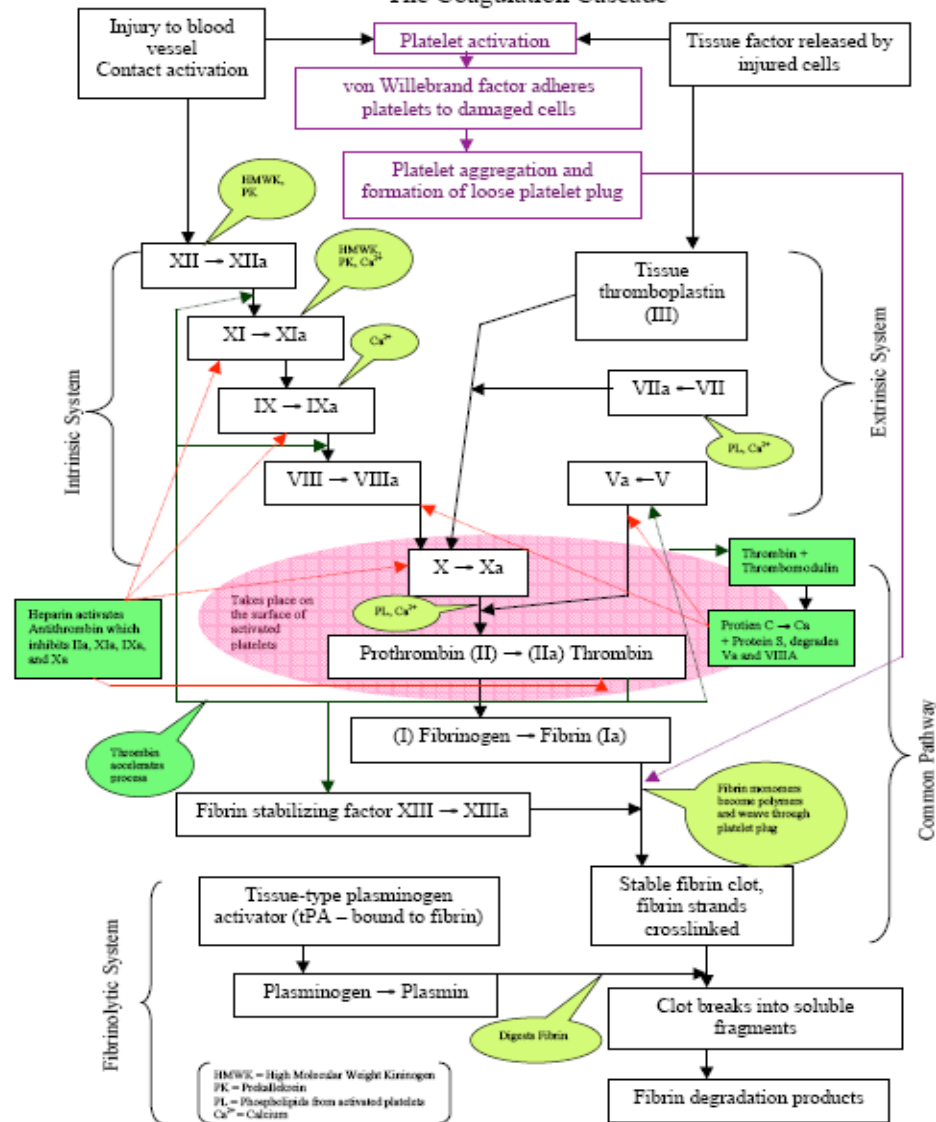 The Coagulation Cascade
Injury to blood
vessel
Contact activation
Platelet activation
Tissue factor released by
injured cells
von Willebrand factor adheres
platelets to damaged cells
Platelet aggregation and
formation of loose platelet plug
HMWK,
PK
XII → XIIa
HMWK,
PK, Ca²⁺
Tissue
thromboplastin
(III)
XI → XIa
Ca²⁺
Intrinsic System
Extrinsic System
IX → IXa
VIIa ←VII
PL, Ca²⁺
VIII → VIIIa
Va ←V
X → Xa
Thrombin +
Thrombomodulin
Takes place on
the surface of
activated
platelets
PL, Ca²⁺
Heparin activates
Antithrombin which
inhibits IIa, XIa, IXa,
and Xa
Protien C → Ca
+ Protein S, degrades
Va and VIIIA
Prothrombin (II) → (IIa) Thrombin
(I) Fibrinogen → Fibrin (Ia)
Common Pathway
Thrombin
accelerates
process
Fibrin stabilizing factor XIII → XIIIa
Fibrin monomers
become polymers
and weave through
platelet plug
Tissue-type plasminogen
activator (tPA – bound to fibrin)
Stable fibrin clot,
fibrin strands
crosslinked
Fibrinolytic System
Plasminogen → Plasmin
Clot breaks into soluble
fragments
Digests Fibrin
HMWK = High Molecular Weight Kininogen
PK = Prekallekrein
PL = Phospholipids from activated platelets
Ca²⁺ = Calcium
Fibrin degradation products